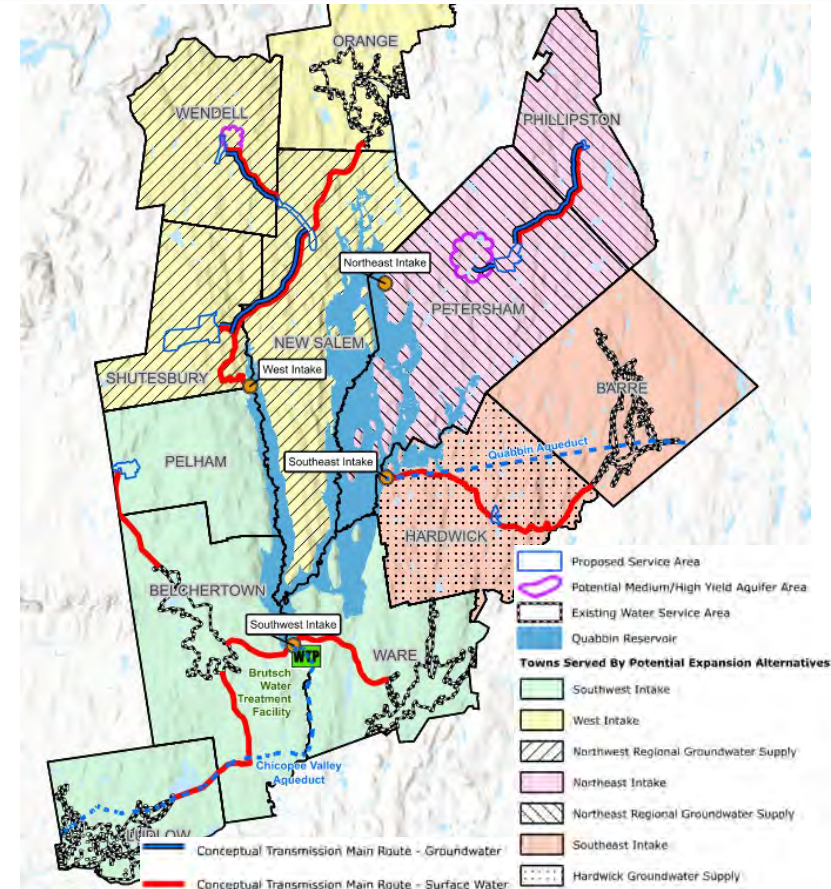 ORANGE
WENDELL
PHILLIPSTON
Northeast Intake
PETERSHAM
NEW SALEM
West Intake
SHUTESBURY
BARRE
PELHAM
Southeast Intake
Quabbin Aqueduct
HARDWICK
BELCHERTOWN
Southwest Intake
WARE
WTP
Brutsch
Water
Treatment
Facility
Chicopee Valley
Aqueduct
LUDLOW
Proposed Service Area
Potential Medium/High Yield Aquifer Area
Existing Water Service Area
Quabbin Reservoir
Towns Served By Potential Expansion Alternatives
Southwest Intake
West Intake
Northwest Regional Groundwater Supply
Northeast Intake
Northeast Regional Groundwater Supply
Southeast Intake
Hardwick Groundwater Supply
Conceptual Transmission Main Route - Groundwater
Conceptual Transmission Main Route - Surface Water